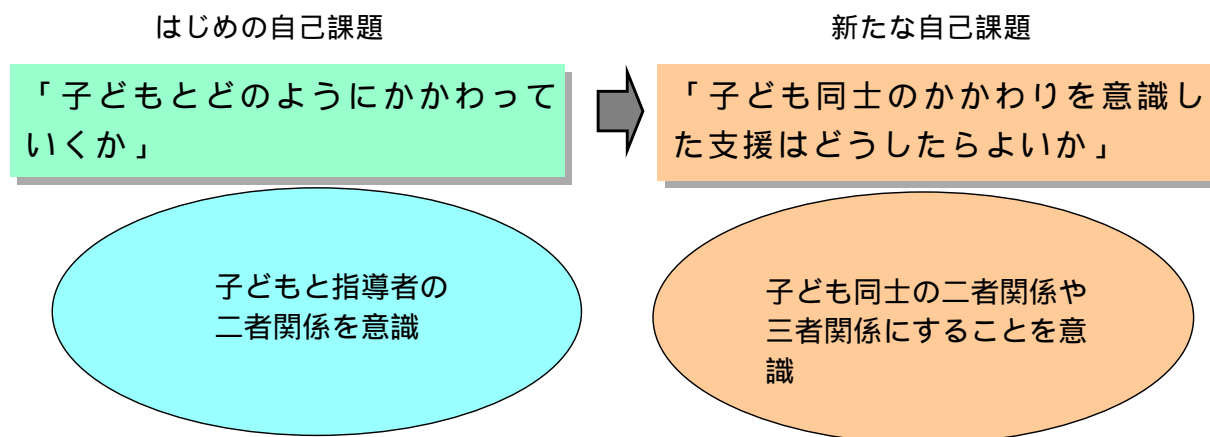 はじめの自己課題
「子どもとどのようにかかわって
いくか」
子どもと指導者の
二者関係を意識
新たな自己課題
「子ども同士のかかわりを意識し
た支援はどうしたらよいか」
子ども同士の二者関係や
三者関係にすることを意
識